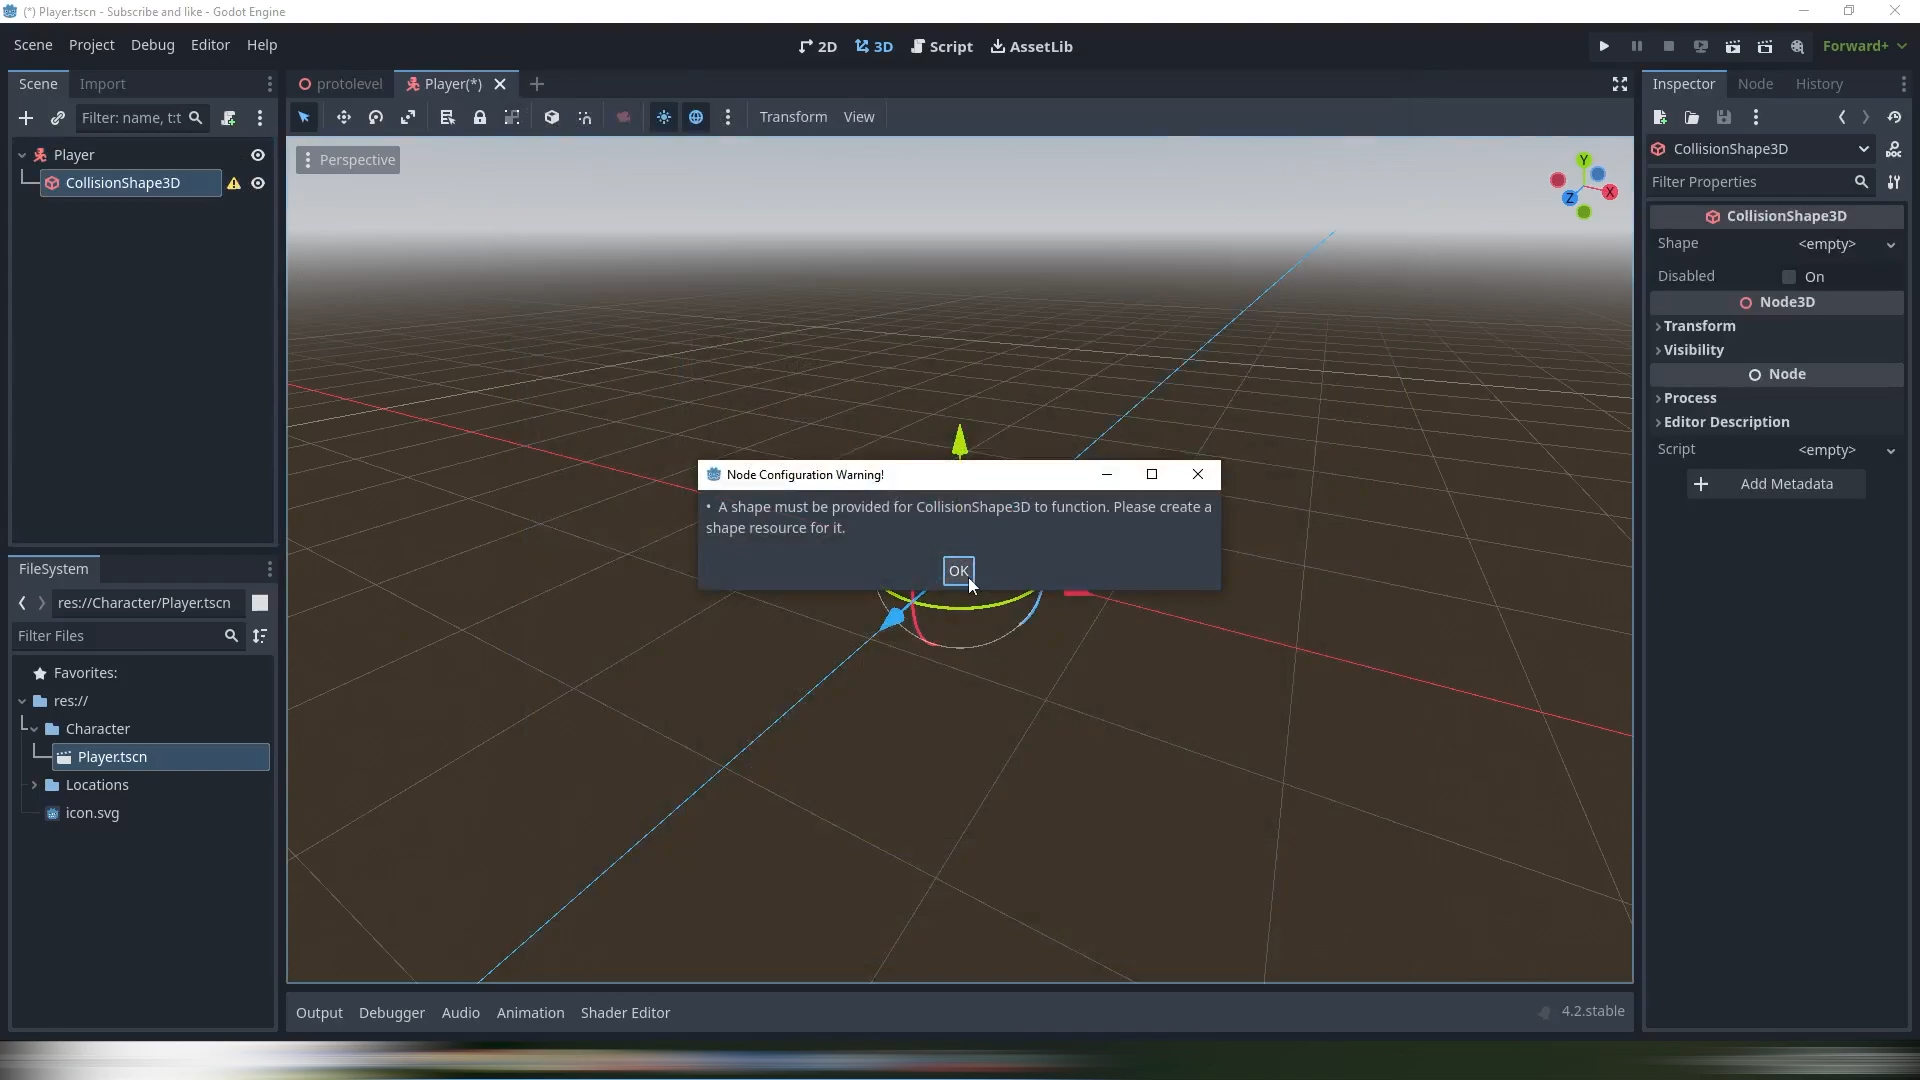 (*) Player.tscn - Subscribe and like - Godot Engine
Scene Project Debug Editor Help
2D 3D Script AssetLib
Forward+
Scene Import
protolevel Player(*)
Inspector Node History
Filter: name, t:t
Transform View
Player
CollisionShape3D
Perspective
Y
X
Z
CollisionShape3D
Filter Properties
CollisionShape3D
Shape <empty>
Disabled On
Node3D
Transform
Visibility
Node
Process
Editor Description
Script <empty>
Add Metadata
Node Configuration Warning!
• A shape must be provided for CollisionShape3D to function. Please create a
shape resource for it.
OK
FileSystem
res://Character/Player.tscn
Filter Files
Favorites:
res://
Character
Player.tscn
Locations
icon.svg
Output Debugger Audio Animation Shader Editor
4.2.stable